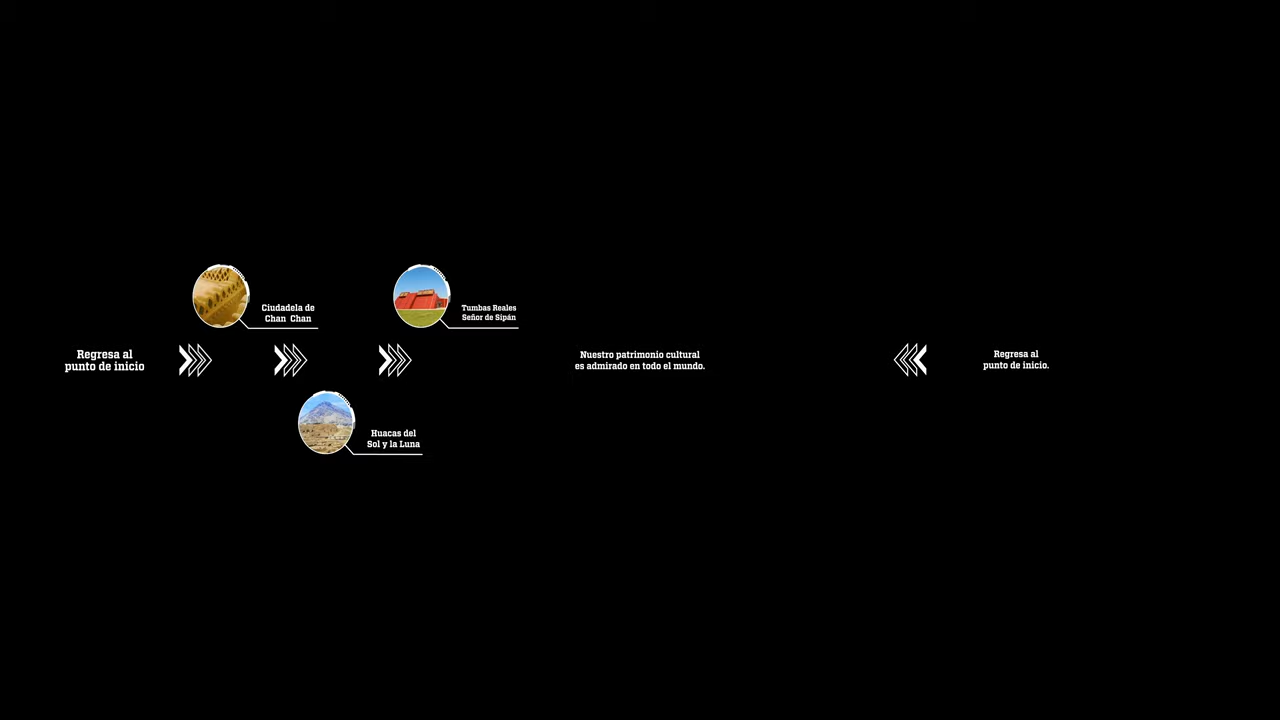 Ciudadela de
Chan Chan
Tumbas Reales
Señor de Sipán
Regresa al
punto de inicio
Nuestro patrimonio cultural
es admirado en todo el mundo.
Regresa al
punto de inicio.
Huacas del
Sol y la Luna